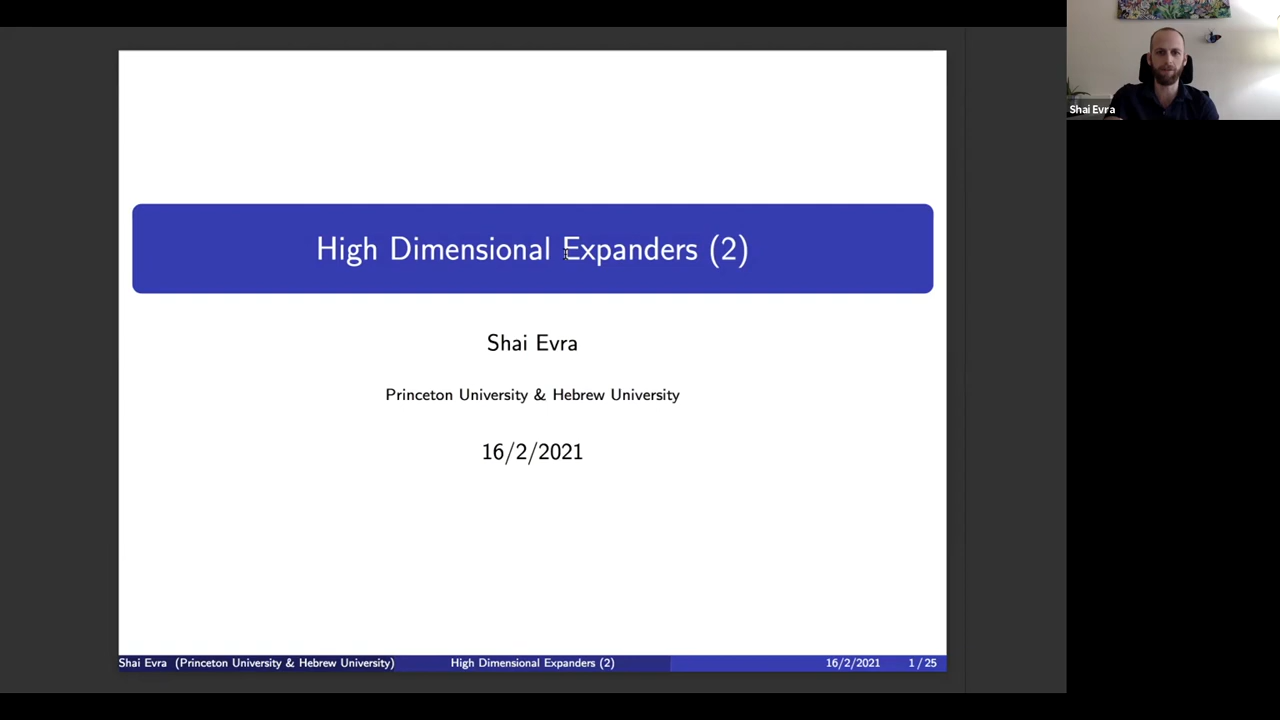 High Dimensional Expanders (2)
Shai Evra
Princeton University & Hebrew University
16/2/2021
Shai Evra (Princeton University & Hebrew University) High Dimensional Expanders (2) 16/2/2021 1 / 25
Shai Evra